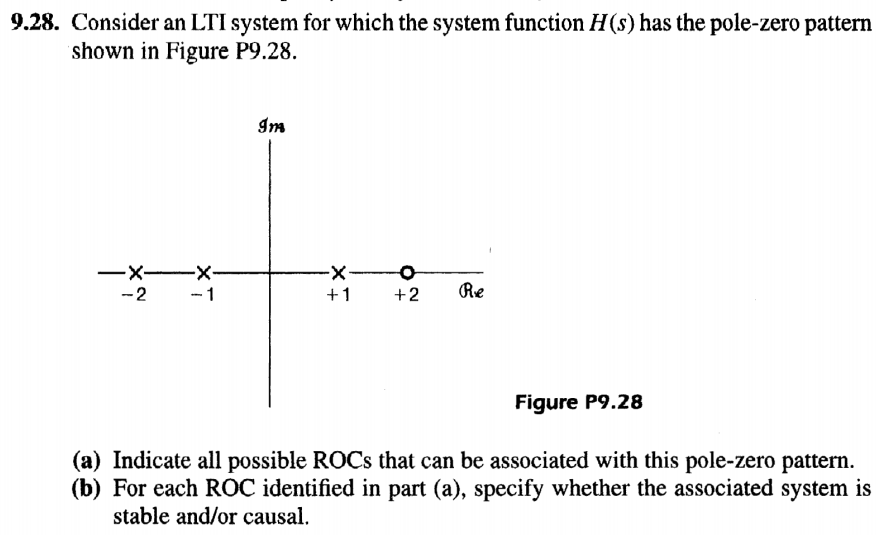 9.28. Consider an LTI system for which the system function H(s) has the pole-zero pattern
shown in Figure P9.28.
Im
-2 -1 +1 +2 Re
Figure P9.28
(a) Indicate all possible ROCs that can be associated with this pole-zero pattern.
(b) For each ROC identified in part (a), specify whether the associated system is
stable and/or causal.